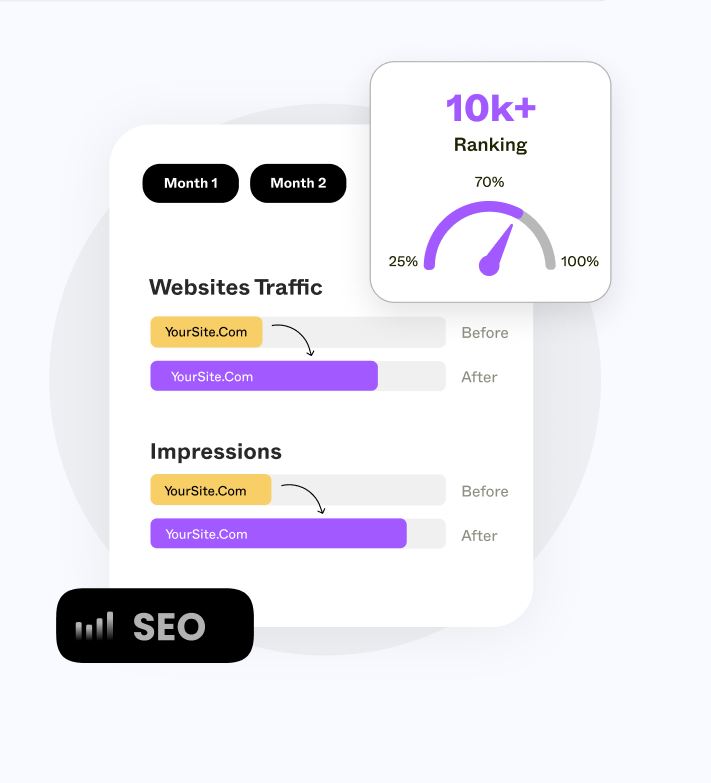 10k+
Ranking
70%
25%
100%
Month 1
Month 2
Websites Traffic
YourSite.Com
Before
YourSite.Com
After
Impressions
YourSite.Com
Before
YourSite.Com
After
SEO